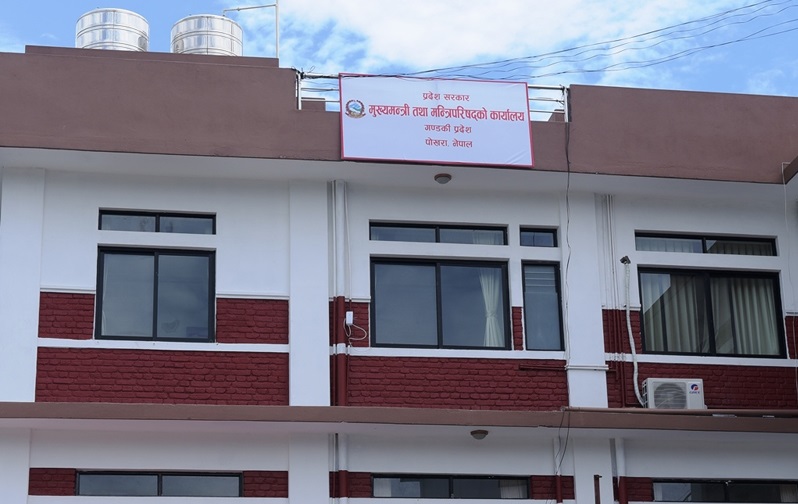 प्रदेश सरकार
मुख्यमन्त्री तथा मन्त्रिपरिषद्को कार्यालय
गण्डकी प्रदेश
पोखरा, नेपाल